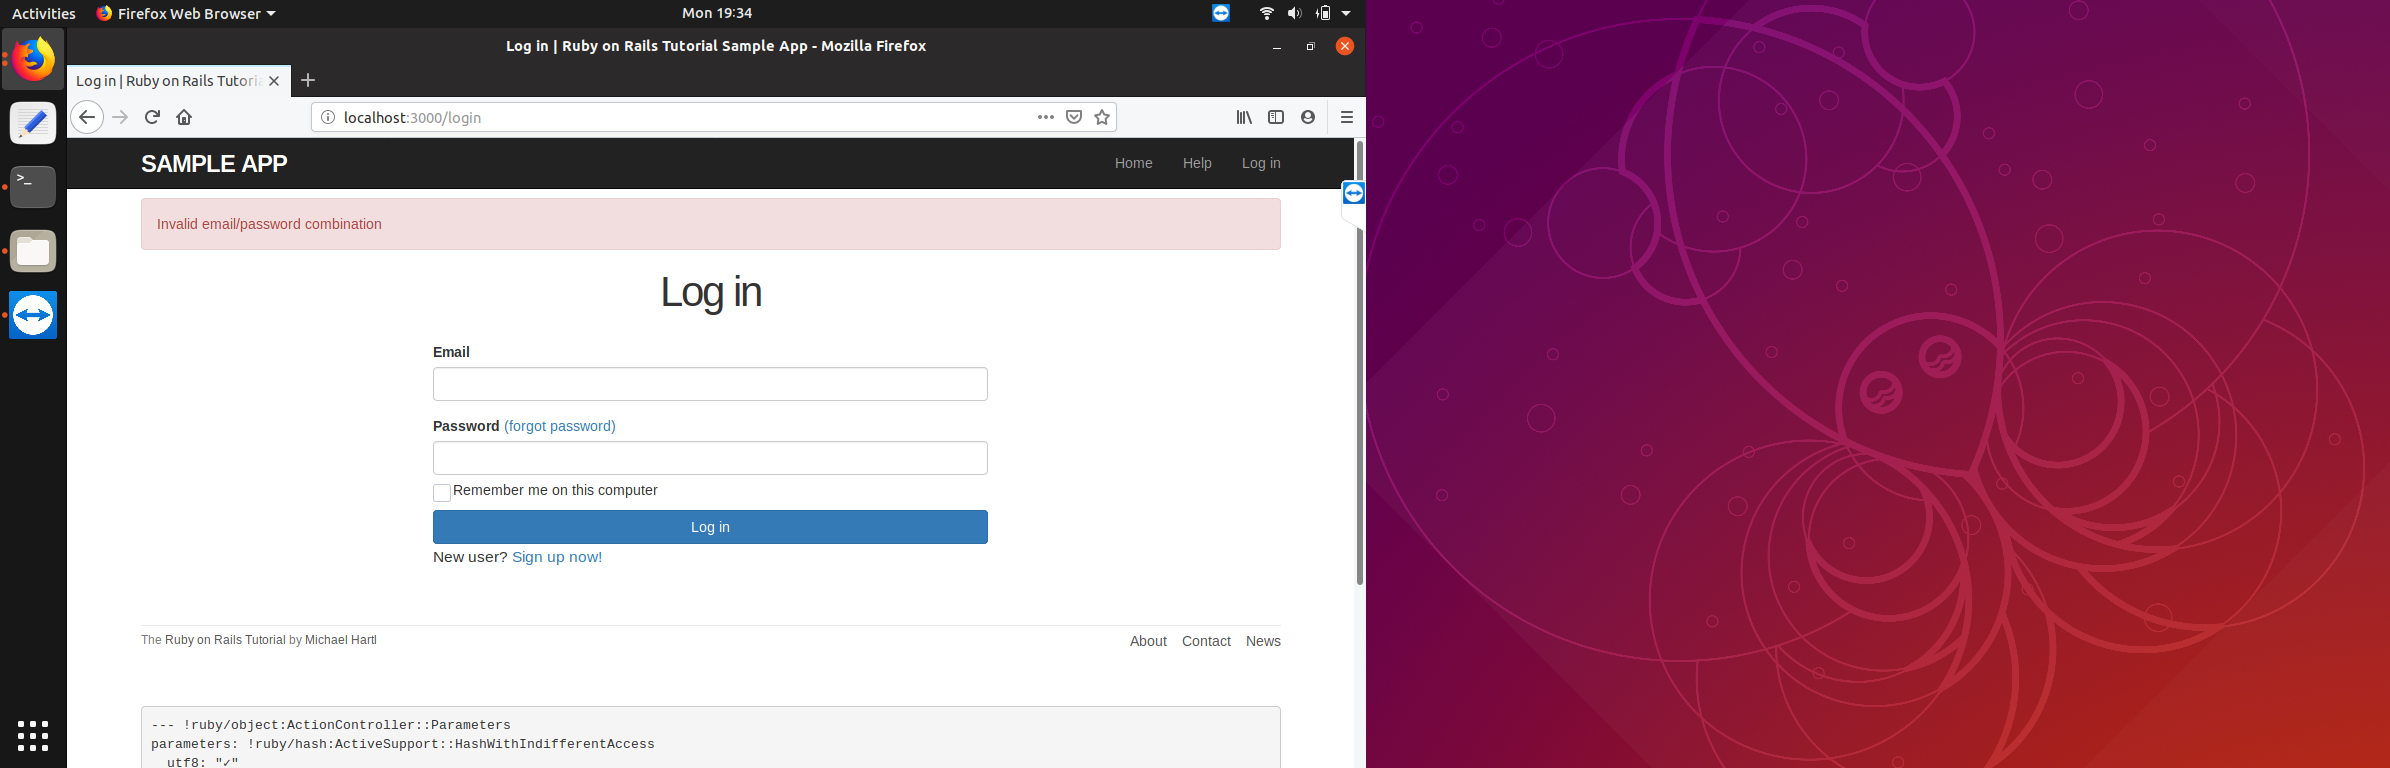 Activities
Firefox Web Browser
Mon 19:34
Log in | Ruby on Rails Tutorial Sample App - Mozilla Firefox
Log in | Ruby on Rails Tutoria
localhost:3000/login
SAMPLE APP
Home
Help
Log in
Invalid email/password combination
Log in
Email
Password (forgot password)
Remember me on this computer
Log in
New user? Sign up now!
The Ruby on Rails Tutorial by Michael Hartl
About
Contact
News
--- !ruby/object:ActionController::Parameters
parameters: !ruby/hash:ActiveSupport::HashWithIndifferentAccess
utf8: "✓"